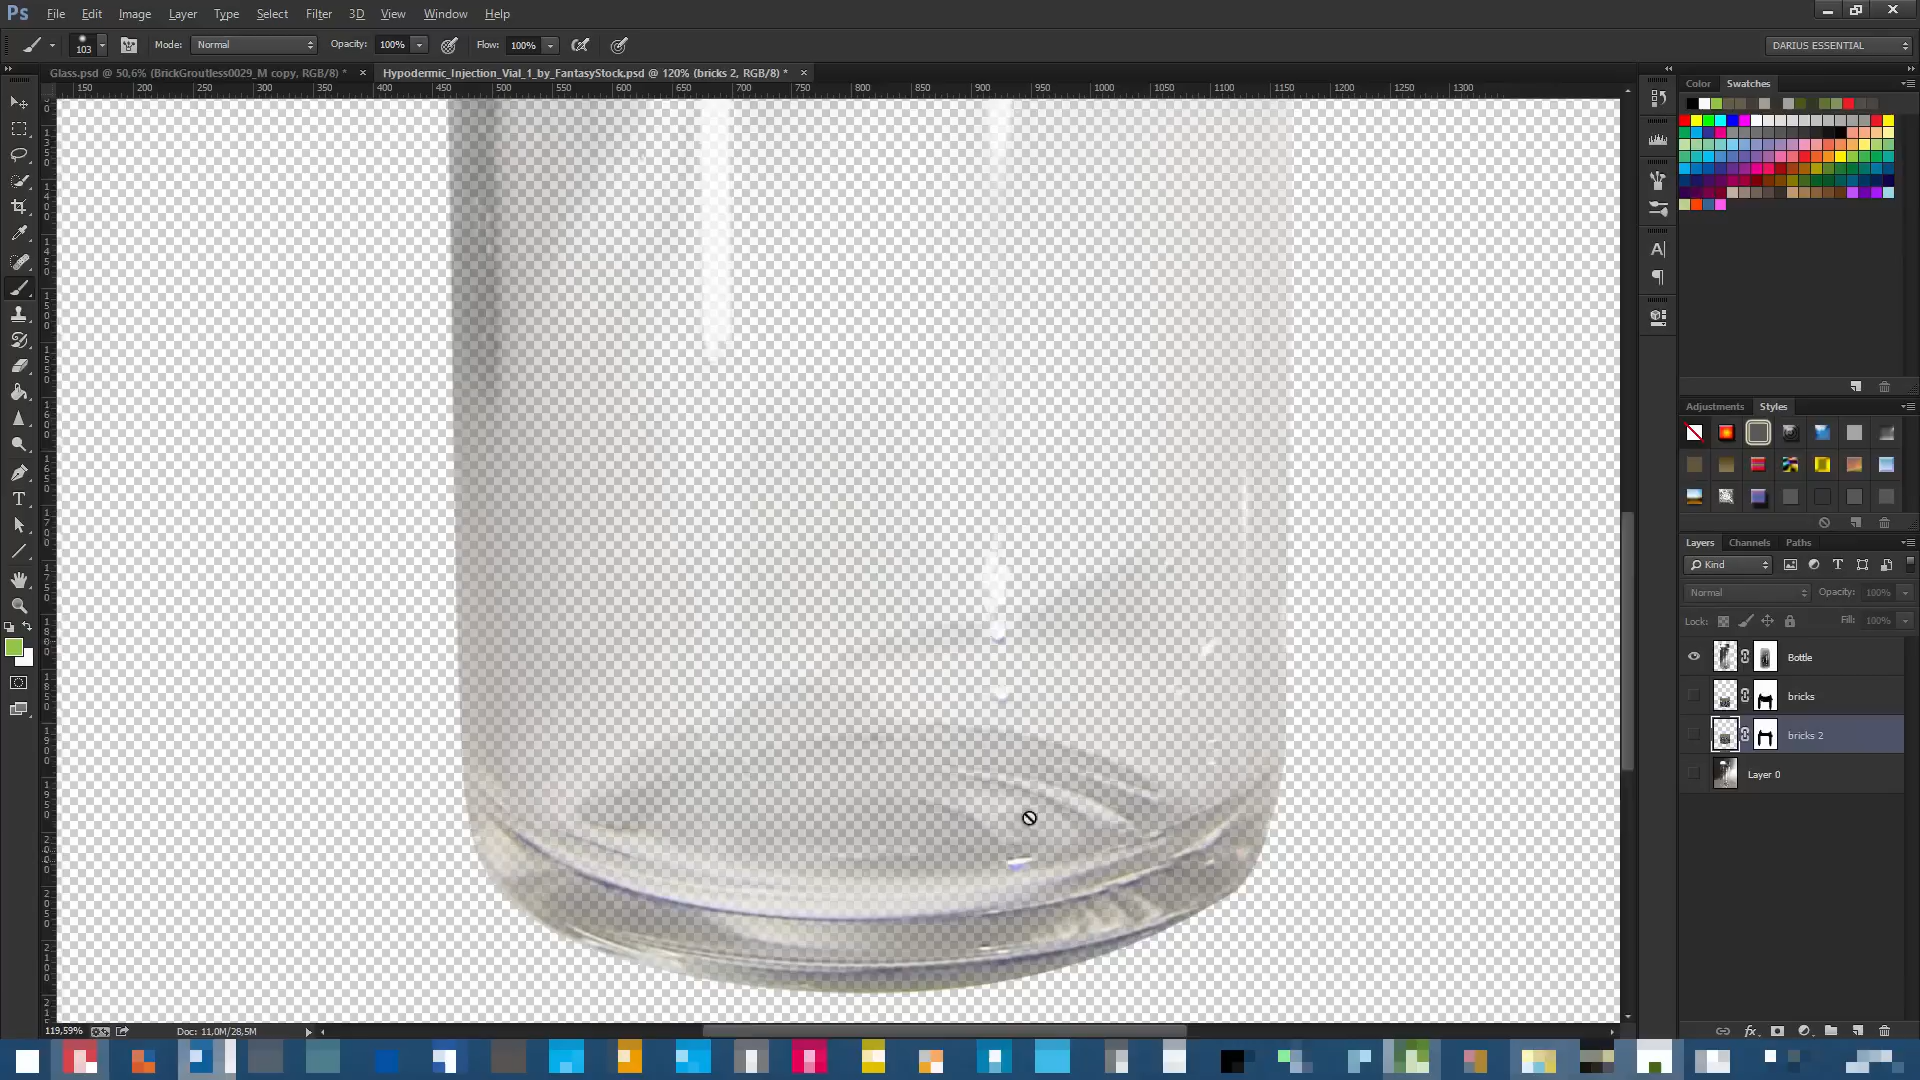 Ps File Edit Image Layer Type Select Filter 3D View Window Help
103 Mode: Normal Opacity: 100% Flow: 100% DARIUS ESSENTIAL
Glass.psd @ 50,6% (BrickGroutless0029_M copy, RGB/8) * × Hypodermic_Injection_Vial_1_by_FantasyStock.psd @ 120% (bricks 2, RGB/8) * ×
150 200 250 300 350 400 450 500 550 600 650 700 750 800 850 900 950 1000 1050 1100 1150 1200 1250 1300
Color Swatches
Adjustments Styles
Layers Channels Paths
Kind
Normal Opacity: 100%
Lock: Fill: 100%
Bottle
bricks
bricks 2
Layer 0
119,59% Doc: 11,0M/28,5M